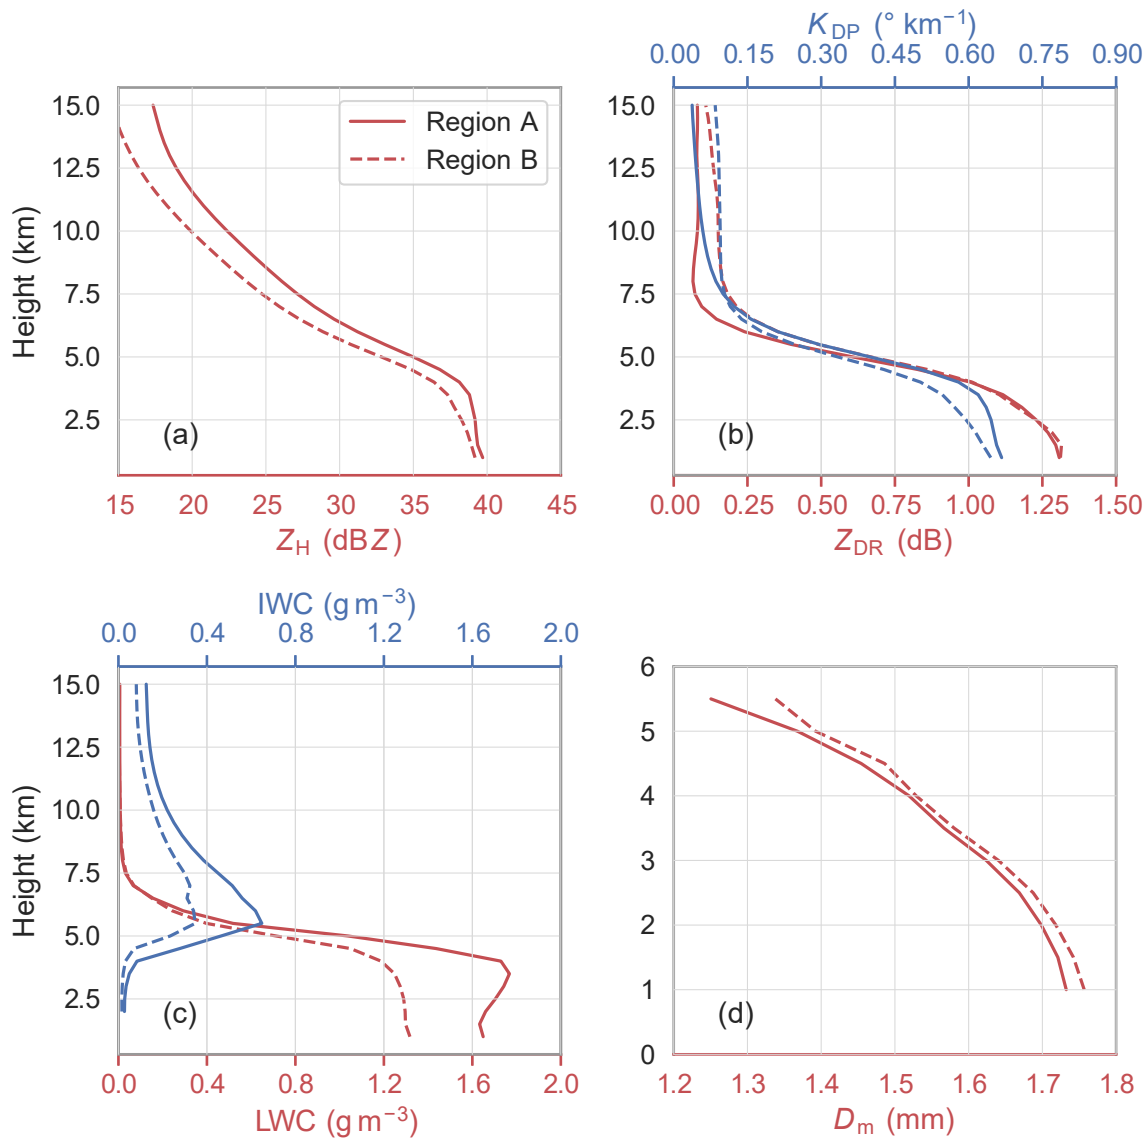 K_DP (° km⁻¹)
0.00 0.15 0.30 0.45 0.60 0.75 0.90
15.0
12.5
10.0
7.5
5.0
2.5
Height (km)
Region A
Region B
(a)
15 20 25 30 35 40 45
Z_H (dBZ)
15.0
12.5
10.0
7.5
5.0
2.5
(b)
0.00 0.25 0.50 0.75 1.00 1.25 1.50
Z_DR (dB)
IWC (g m⁻³)
0.0 0.4 0.8 1.2 1.6 2.0
15.0
12.5
10.0
7.5
5.0
2.5
Height (km)
(c)
0.0 0.4 0.8 1.2 1.6 2.0
LWC (g m⁻³)
6
5
4
3
2
1
0
(d)
1.2 1.3 1.4 1.5 1.6 1.7 1.8
D_m (mm)